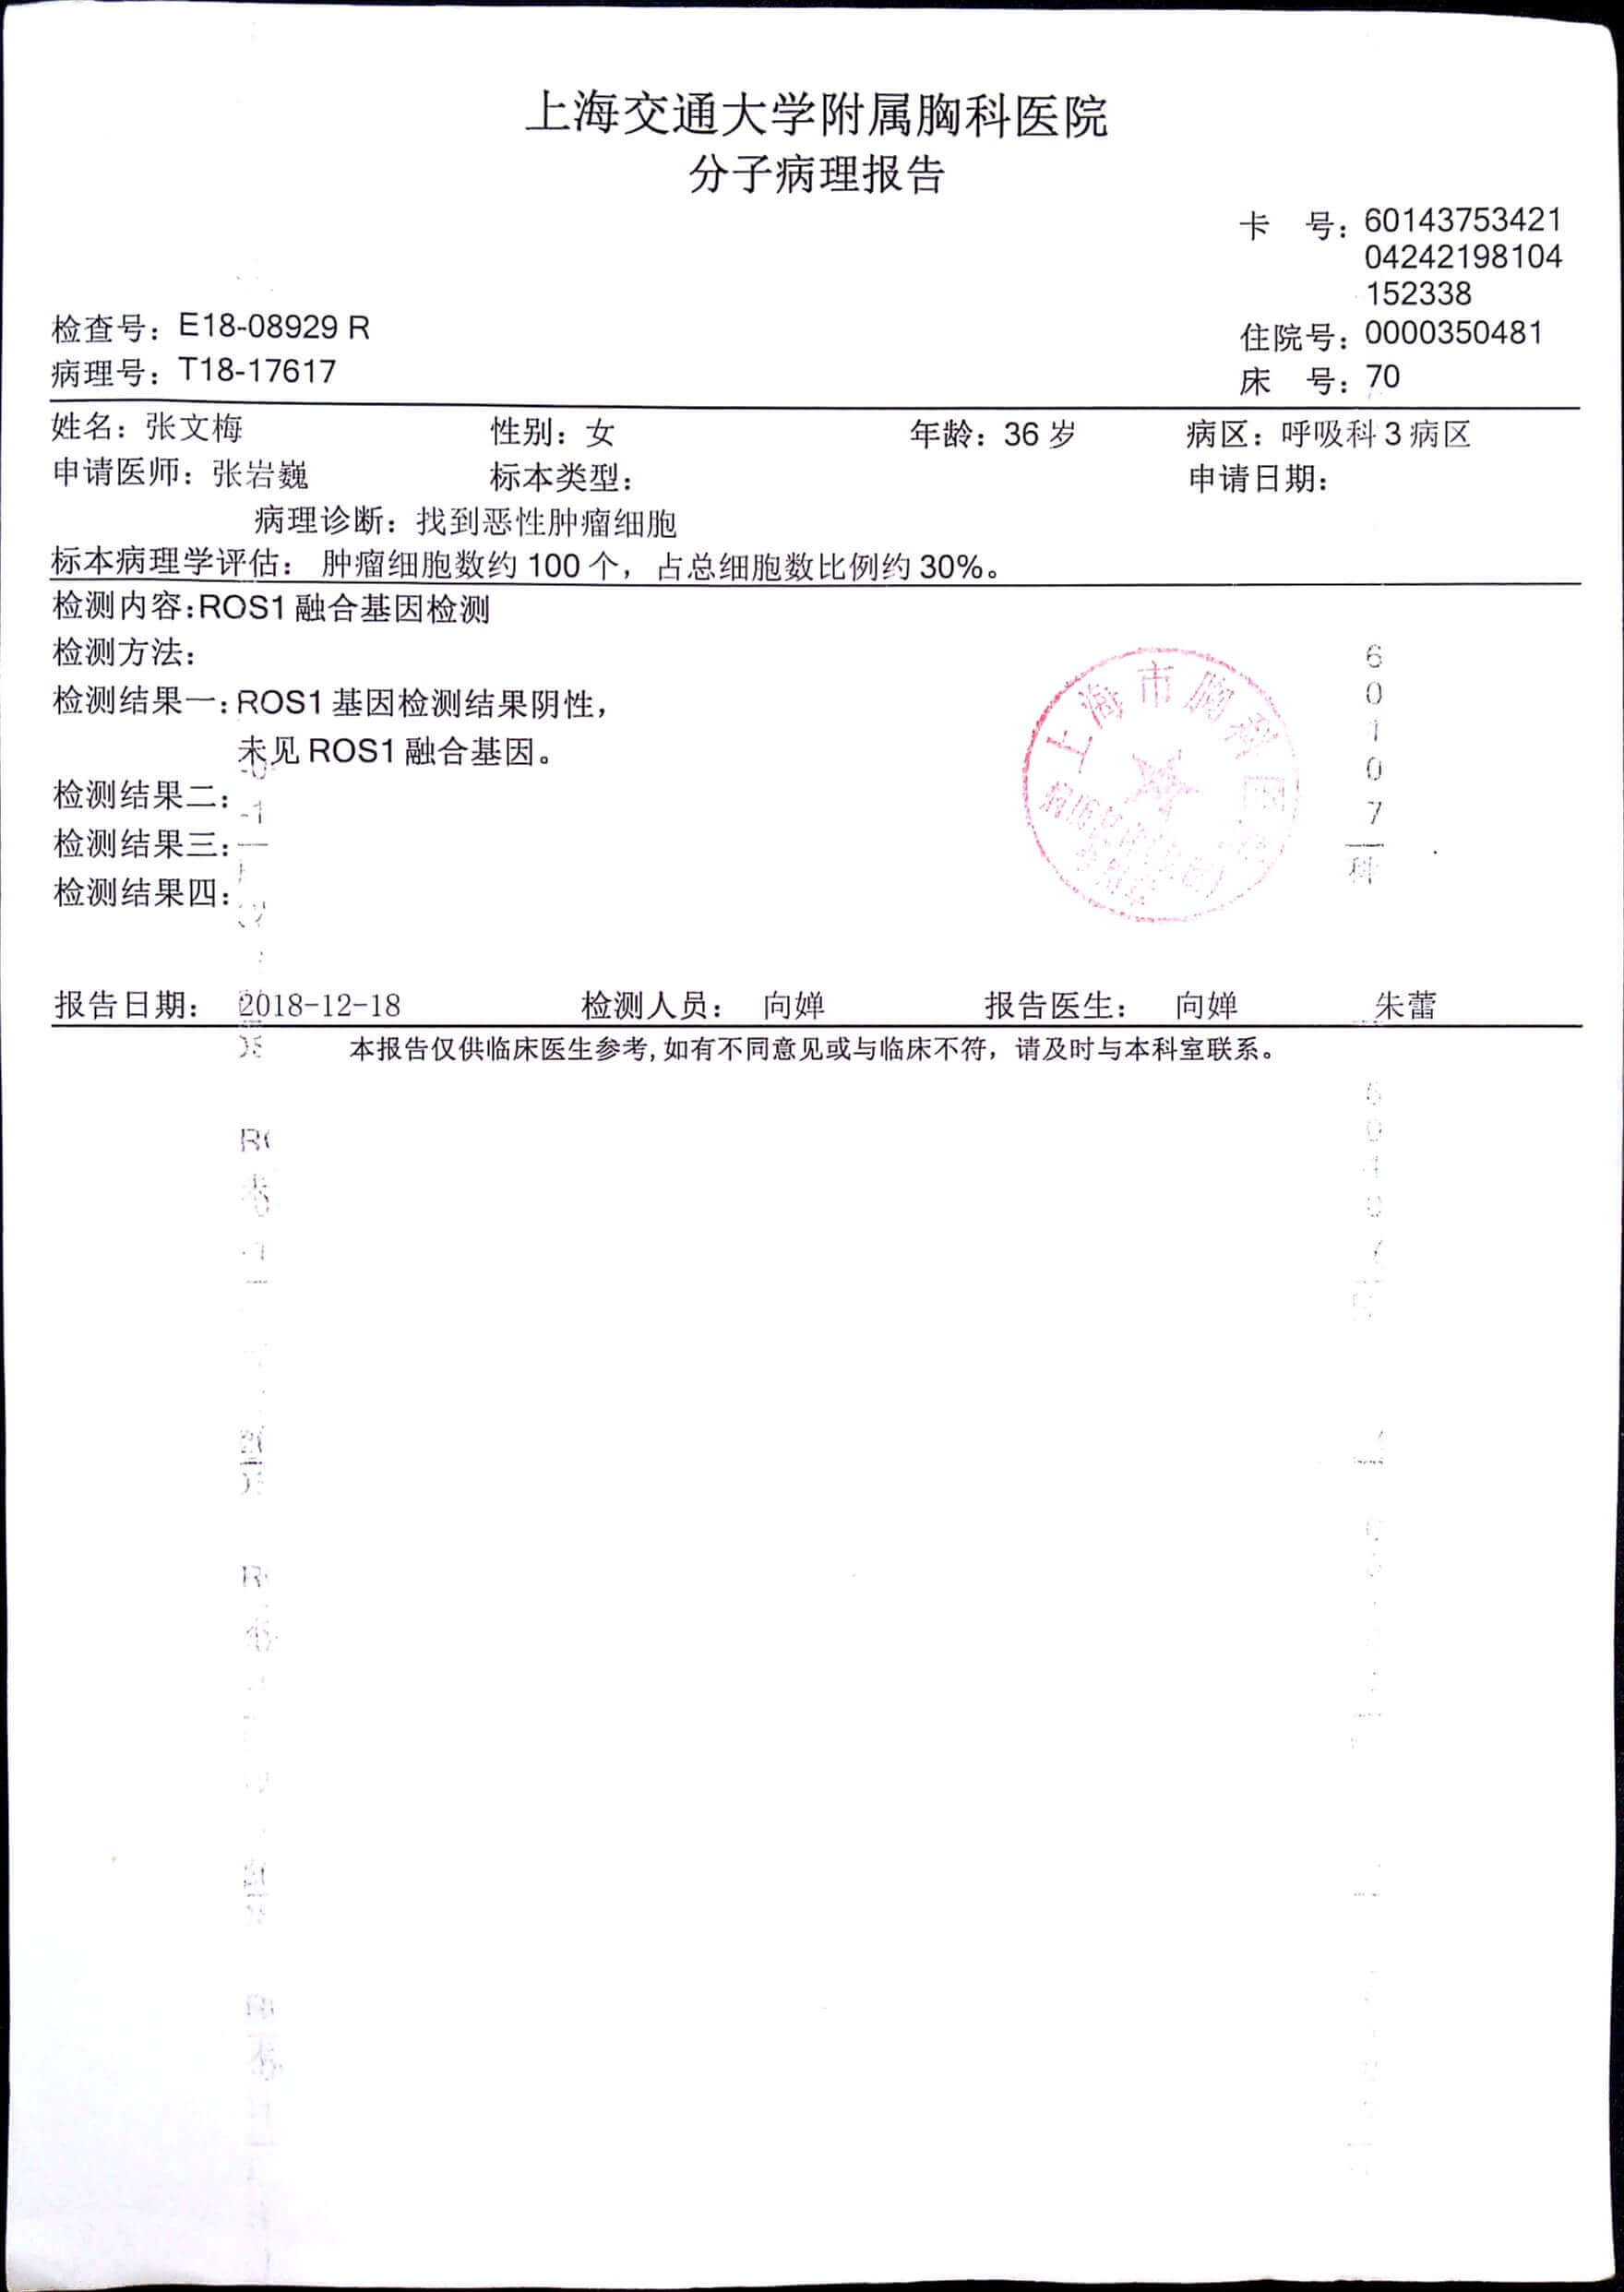 上海交通大学附属胸科医院
分子病理报告
卡 号：60143753421
04242198104
152338
检查号：E18-08929 R
住院号：0000350481
病理号：T18-17617
床 号：70
姓名：张文梅 性别：女 年龄：36 岁 病区：呼吸科 3 病区
申请医师：张岩巍 标本类型： 申请日期：
病理诊断：找到恶性肿瘤细胞
标本病理学评估： 肿瘤细胞数约 100 个，占总细胞数比例约 30%。
检测内容:ROS1 融合基因检测
检测方法：
检测结果一:ROS1 基因检测结果阴性，
未见 ROS1 融合基因。
检测结果二:
检测结果三:
检测结果四:
上海市胸科医院
6
0
1
0
7
科
报告日期： 2018-12-18 检测人员： 向婵 报告医生： 向婵 朱蕾
本报告仅供临床医生参考,如有不同意见或与临床不符，请及时与本科室联系。